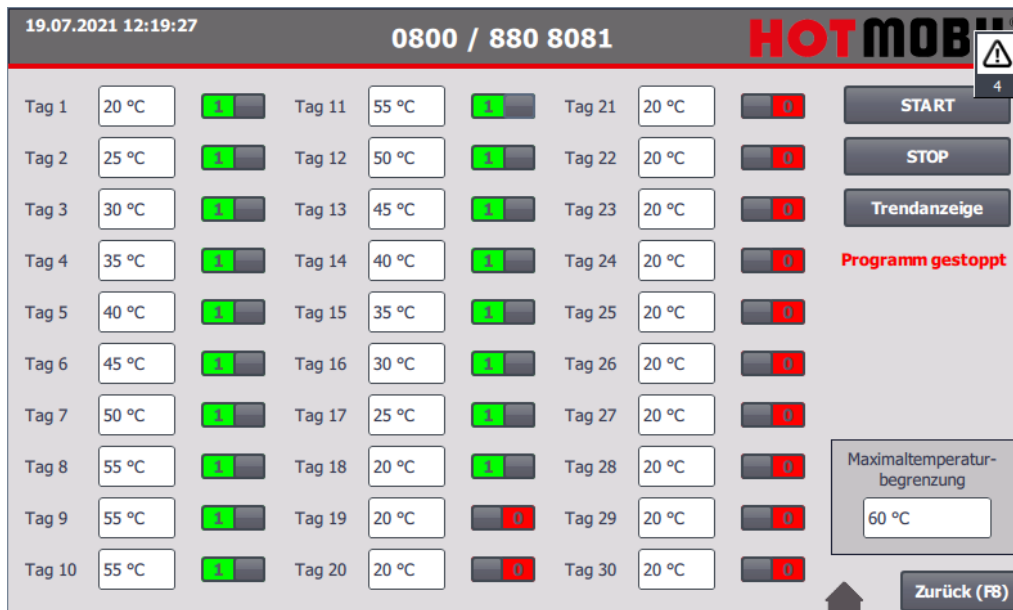 19.07.2021 12:19:27 0800 / 880 8081 HOTMOBIL
4
Tag 1 20 °C 1 Tag 11 55 °C 1 Tag 21 20 °C 0 START
Tag 2 25 °C 1 Tag 12 50 °C 1 Tag 22 20 °C 0 STOP
Tag 3 30 °C 1 Tag 13 45 °C 1 Tag 23 20 °C 0 Trendanzeige
Tag 4 35 °C 1 Tag 14 40 °C 1 Tag 24 20 °C 0 Programm gestoppt
Tag 5 40 °C 1 Tag 15 35 °C 1 Tag 25 20 °C 0
Tag 6 45 °C 1 Tag 16 30 °C 1 Tag 26 20 °C 0
Tag 7 50 °C 1 Tag 17 25 °C 1 Tag 27 20 °C 0
Tag 8 55 °C 1 Tag 18 20 °C 1 Tag 28 20 °C 0 Maximaltemperatur-
begrenzung
Tag 9 55 °C 1 Tag 19 20 °C 0 Tag 29 20 °C 0 60 °C
Tag 10 55 °C 1 Tag 20 20 °C 0 Tag 30 20 °C 0
Zurück (F8)